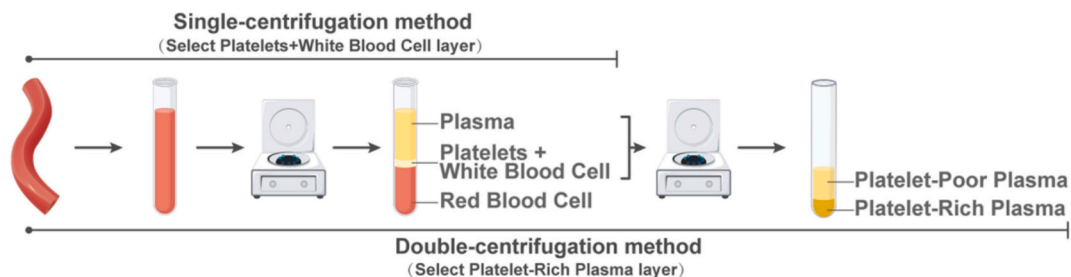 Single-centrifugation method
(Select Platelets+White Blood Cell layer)
Plasma
Platelets +
White Blood Cell
Red Blood Cell
Platelet-Poor Plasma
Platelet-Rich Plasma
Double-centrifugation method
(Select Platelet-Rich Plasma layer)